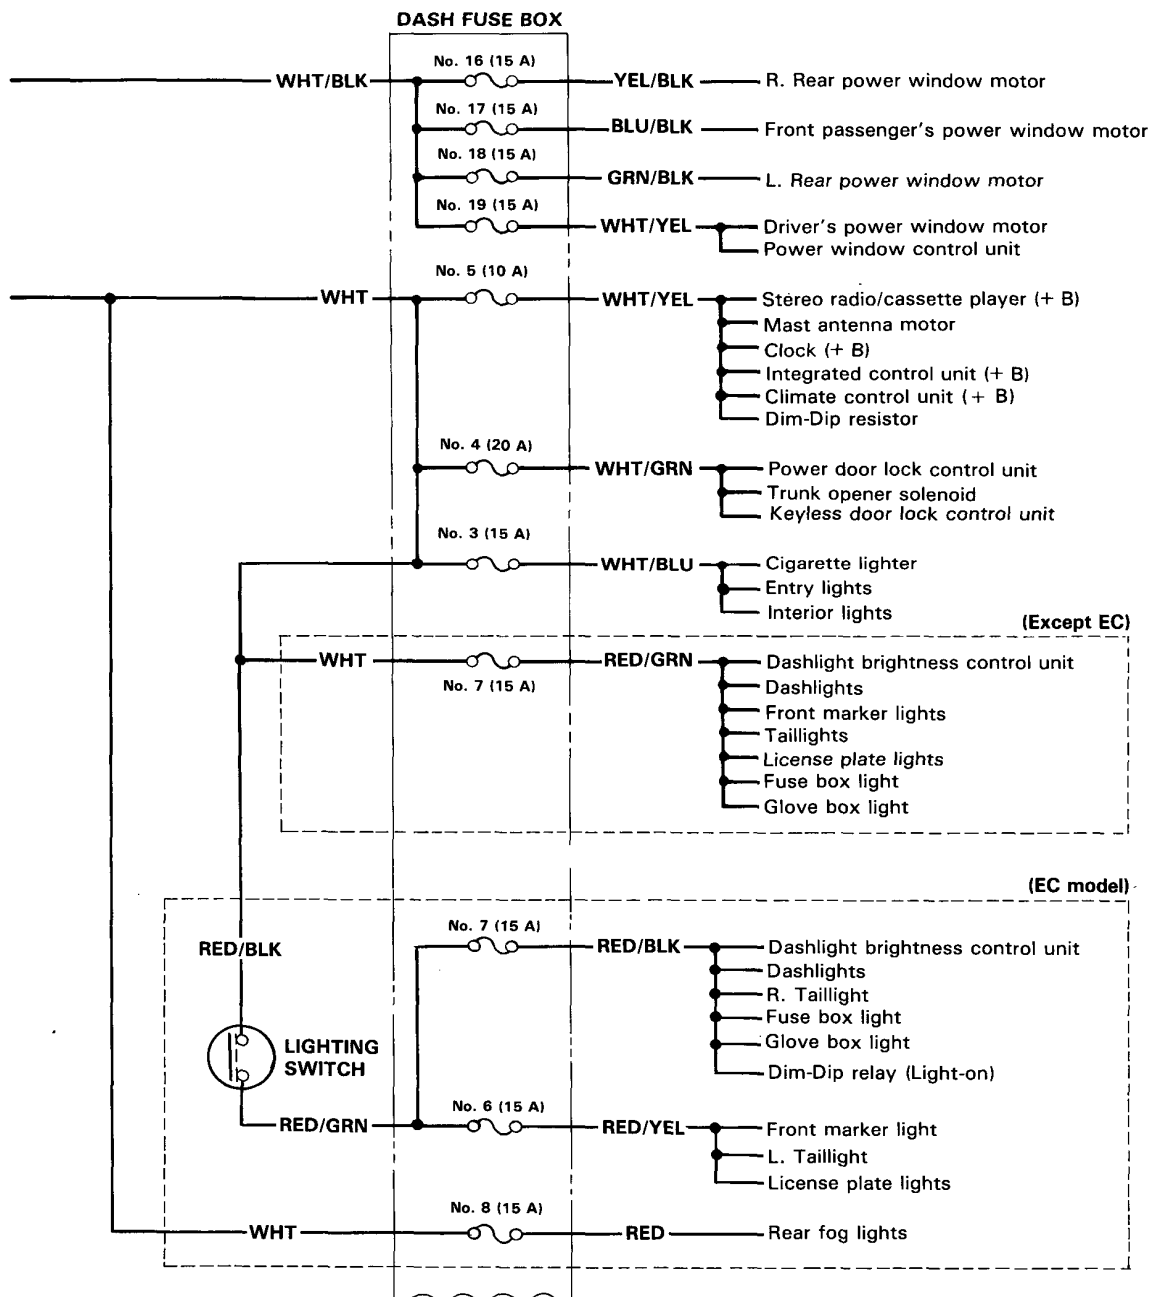 DASH FUSE BOX
No. 16 (15 A)
WHT/BLK
YEL/BLK
R. Rear power window motor
No. 17 (15 A)
BLU/BLK
Front passenger's power window motor
No. 18 (15 A)
GRN/BLK
L. Rear power window motor
No. 19 (15 A)
WHT/YEL
Driver's power window motor
Power window control unit
No. 5 (10 A)
WHT
WHT/YEL
Stereo radio/cassette player (+ B)
Mast antenna motor
Clock (+ B)
Integrated control unit (+ B)
Climate control unit (+ B)
Dim-Dip resistor
No. 4 (20 A)
WHT/GRN
Power door lock control unit
Trunk opener solenoid
Keyless door lock control unit
No. 3 (15 A)
WHT/BLU
Cigarette lighter
Entry lights
Interior lights
(Except EC)
WHT
RED/GRN
Dashlight brightness control unit
No. 7 (15 A)
Dashlights
Front marker lights
Taillights
License plate lights
Fuse box light
Glove box light
(EC model)
No. 7 (15 A)
RED/BLK
RED/BLK
Dashlight brightness control unit
Dashlights
R. Taillight
Fuse box light
Glove box light
Dim-Dip relay (Light-on)
LIGHTING
SWITCH
No. 6 (15 A)
RED/GRN
RED/YEL
Front marker light
L. Taillight
License plate lights
No. 8 (15 A)
WHT
RED
Rear fog lights